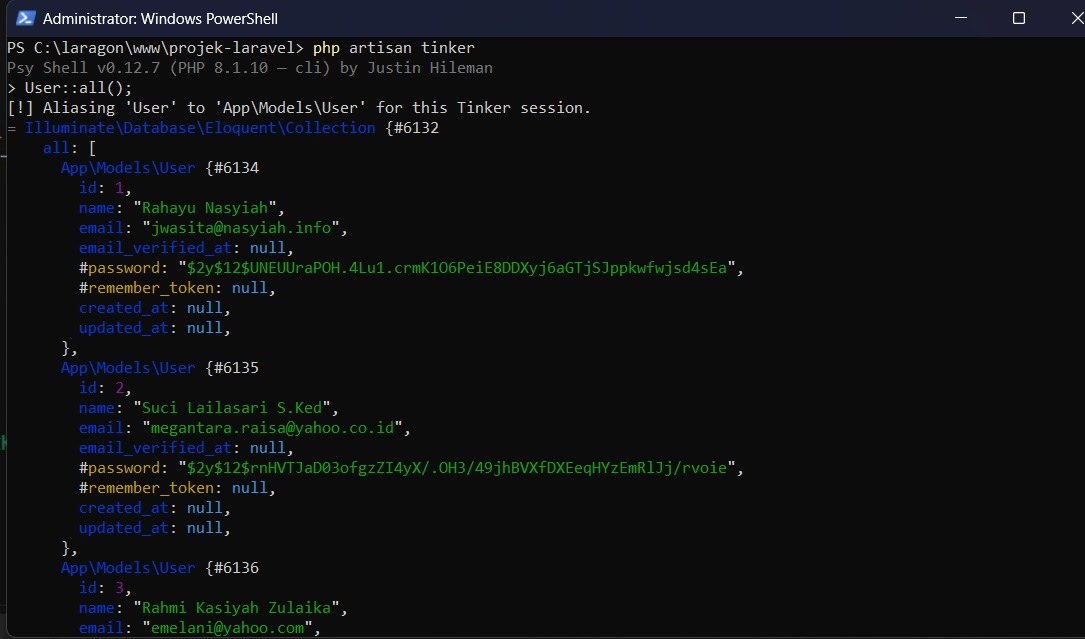 Administrator: Windows PowerShell
PS C:\laragon\www\projek-laravel> php artisan tinker
Psy Shell v0.12.7 (PHP 8.1.10 — cli) by Justin Hileman
> User::all();
[!] Aliasing 'User' to 'App\Models\User' for this Tinker session.
= Illuminate\Database\Eloquent\Collection {#6132
all: [
App\Models\User {#6134
id: 1,
name: "Rahayu Nasyiah",
email: "jwasita@nasyiah.info",
email_verified_at: null,
#password: "$2y$12$UNEUUraPOH.4Lu1.crmK1O6PeiE8DDXyj6aGTjSJppkwfwjsd4sEa",
#remember_token: null,
created_at: null,
updated_at: null,
},
App\Models\User {#6135
id: 2,
name: "Suci Lailasari S.Ked",
email: "megantara.raisa@yahoo.co.id",
email_verified_at: null,
#password: "$2y$12$rnHVTJaD03ofgzZI4yX/.OH3/49jhBVXfDXEeqHYzEmRlJj/rvoie",
#remember_token: null,
created_at: null,
updated_at: null,
},
App\Models\User {#6136
id: 3,
name: "Rahmi Kasiyah Zulaika",
email: "emelani@yahoo.com",